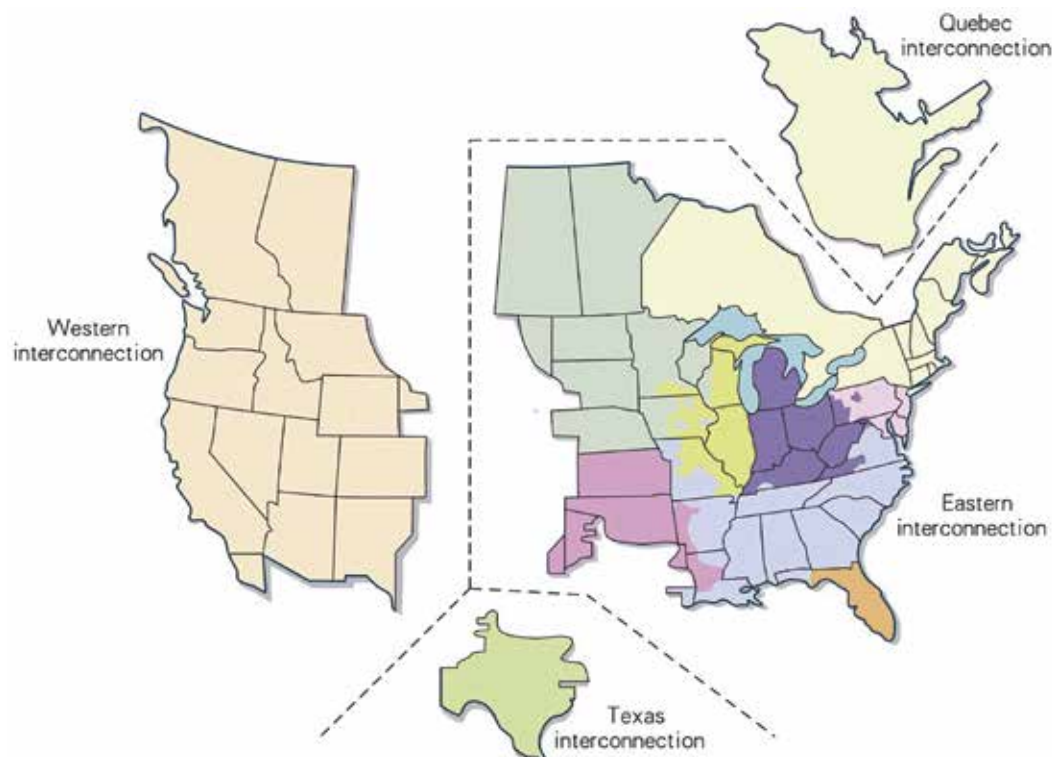 Quebec
interconnection
Western
interconnection
Eastern
interconnection
Texas
interconnection